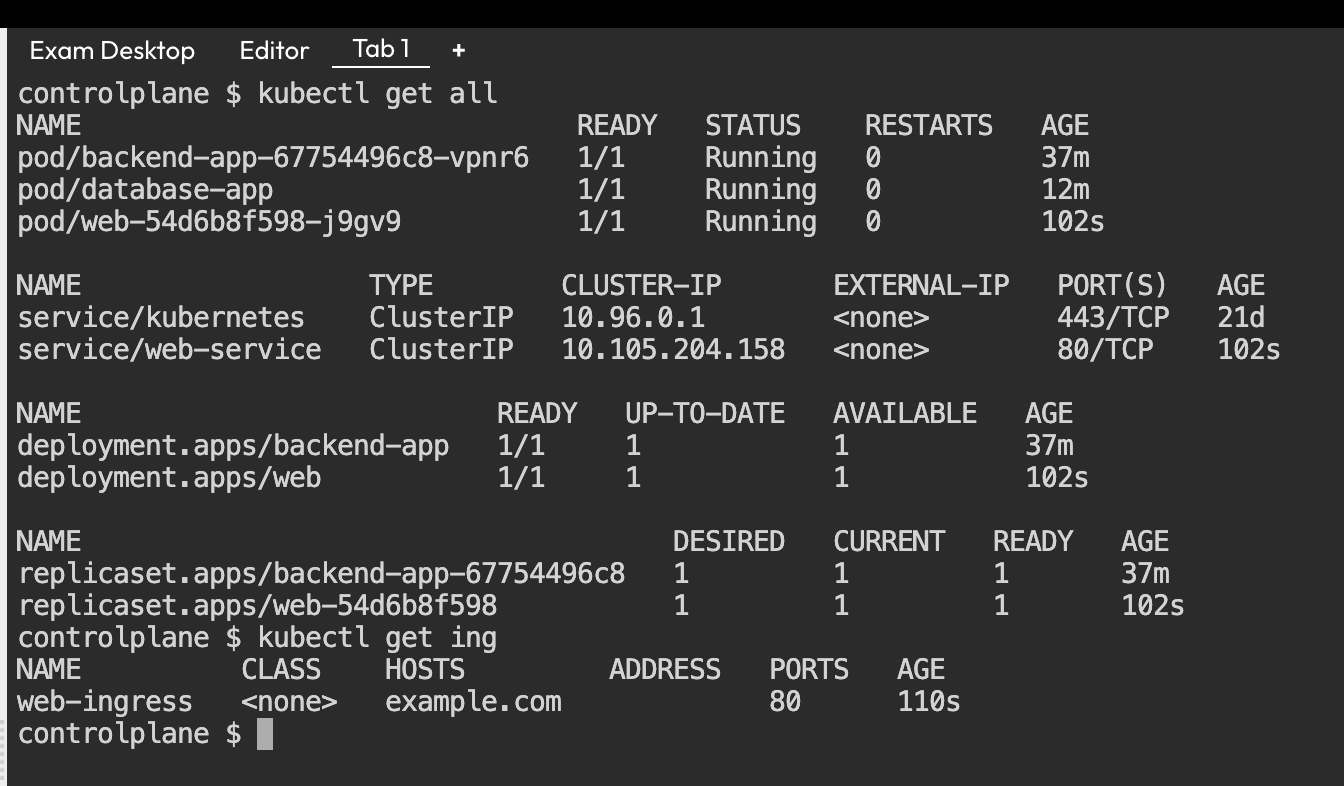 Exam Desktop Editor Tab 1 +
controlplane $ kubectl get all
NAME READY STATUS RESTARTS AGE
pod/backend-app-67754496c8-vpnr6 1/1 Running 0 37m
pod/database-app 1/1 Running 0 12m
pod/web-54d6b8f598-j9gv9 1/1 Running 0 102s
NAME TYPE CLUSTER-IP EXTERNAL-IP PORT(S) AGE
service/kubernetes ClusterIP 10.96.0.1 <none> 443/TCP 21d
service/web-service ClusterIP 10.105.204.158 <none> 80/TCP 102s
NAME READY UP-TO-DATE AVAILABLE AGE
deployment.apps/backend-app 1/1 1 1 37m
deployment.apps/web 1/1 1 1 102s
NAME DESIRED CURRENT READY AGE
replicaset.apps/backend-app-67754496c8 1 1 1 37m
replicaset.apps/web-54d6b8f598 1 1 1 102s
controlplane $ kubectl get ing
NAME CLASS HOSTS ADDRESS PORTS AGE
web-ingress <none> example.com 80 110s
controlplane $